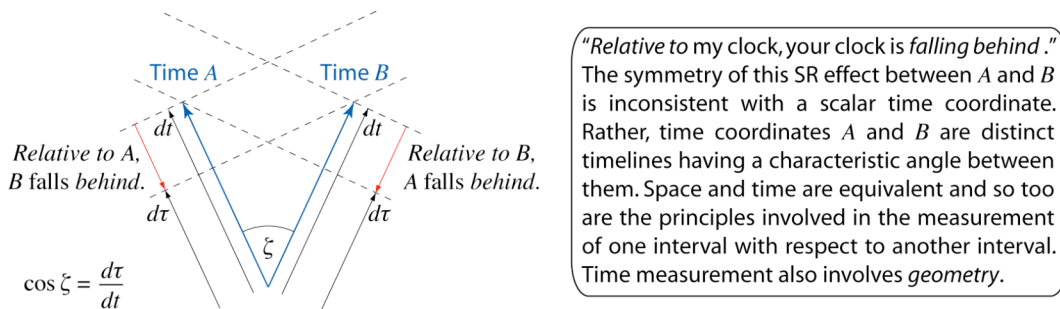 Time A
Time B
dt
dt
Relative to A,
B falls behind.
Relative to B,
A falls behind.
dτ
dτ
ζ
cos ζ = dτ/dt
“Relative to my clock, your clock is falling behind.”
The symmetry of this SR effect between A and B
is inconsistent with a scalar time coordinate.
Rather, time coordinates A and B are distinct
timelines having a characteristic angle between
them. Space and time are equivalent and so too
are the principles involved in the measurement
of one interval with respect to another interval.
Time measurement also involves geometry.